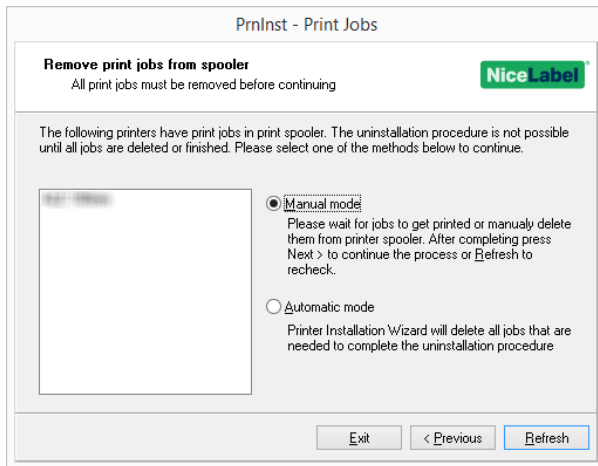 PrnInst - Print Jobs
Remove print jobs from spooler
All print jobs must be removed before continuing
NiceLabel
The following printers have print jobs in print spooler. The uninstallation procedure is not possible
until all jobs are deleted or finished. Please select one of the methods below to continue.
Manual mode
Please wait for jobs to get printed or manualy delete
them from printer spooler. After completing press
Next > to continue the process or Refresh to
recheck.
Automatic mode
Printer Installation Wizard will delete all jobs that are
needed to complete the uninstallation procedure
Exit
< Previous
Refresh